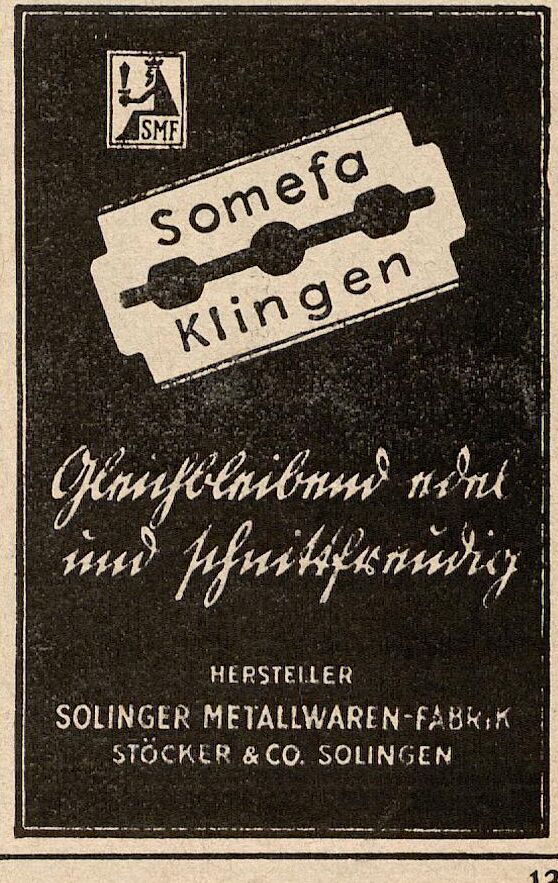 SMF
Somefa
Klingen
Gleichbleibend edel
und schnittfreudig
HERSTELLER
SOLINGER METALLWAREN-FABRIK
STÖCKER & CO. SOLINGEN